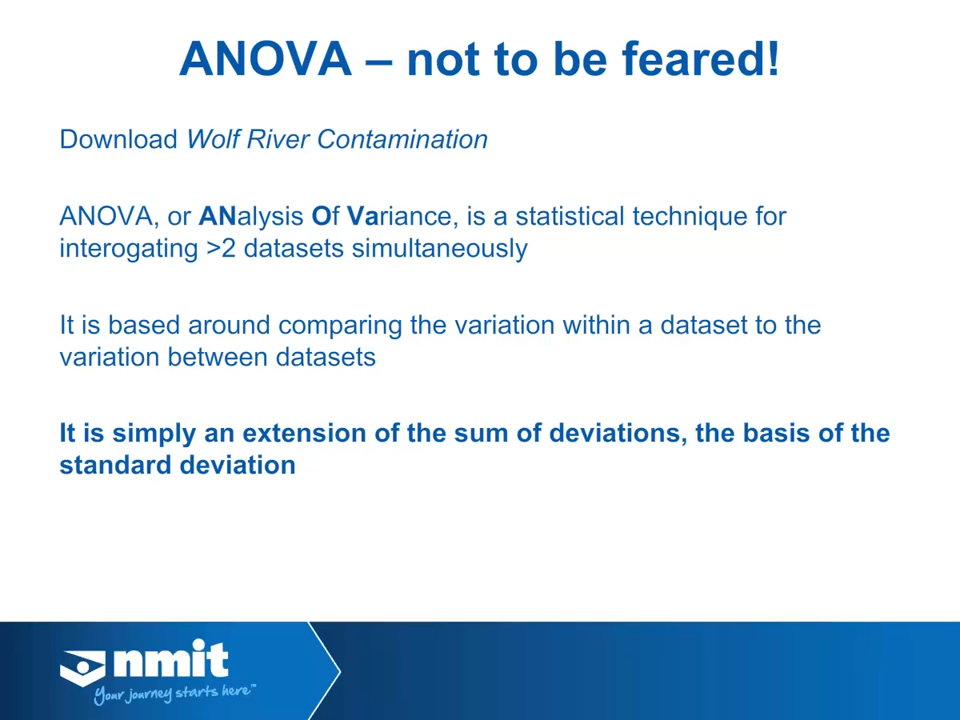 ANOVA – not to be feared!
Download Wolf River Contamination
ANOVA, or ANalysis Of Variance, is a statistical technique for
interogating >2 datasets simultaneously
It is based around comparing the variation within a dataset to the
variation between datasets
It is simply an extension of the sum of deviations, the basis of the
standard deviation
nmit
Your journey starts here™